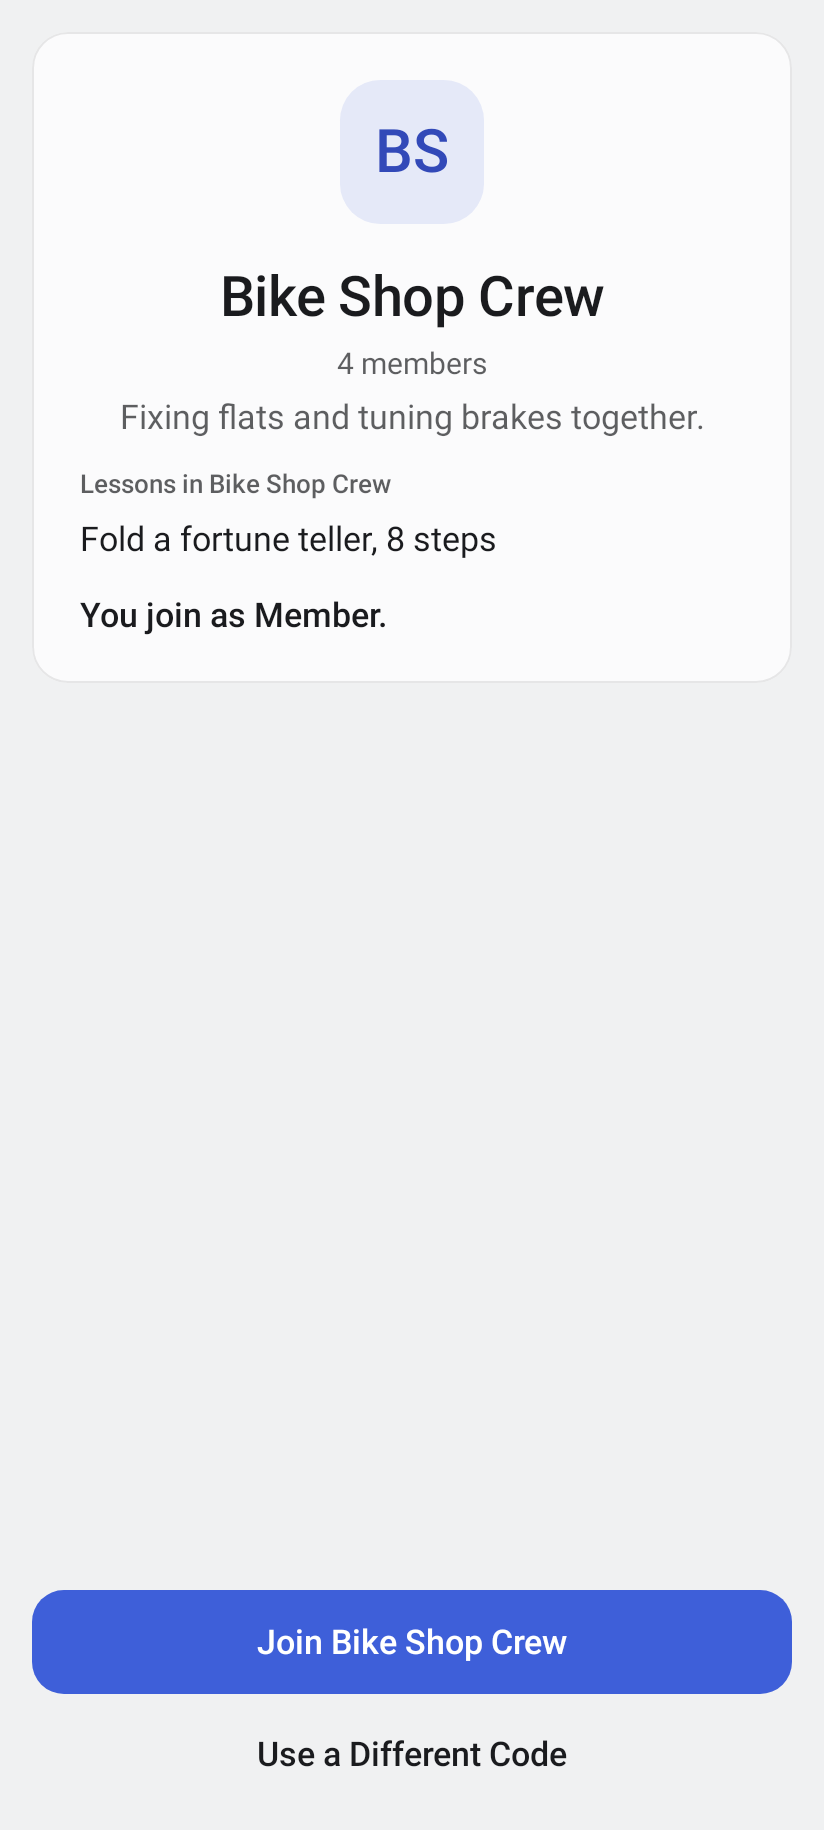 BS
Bike Shop Crew
4 members
Fixing flats and tuning brakes together.
Lessons in Bike Shop Crew
Fold a fortune teller, 8 steps
You join as Member.
Join Bike Shop Crew
Use a Different Code